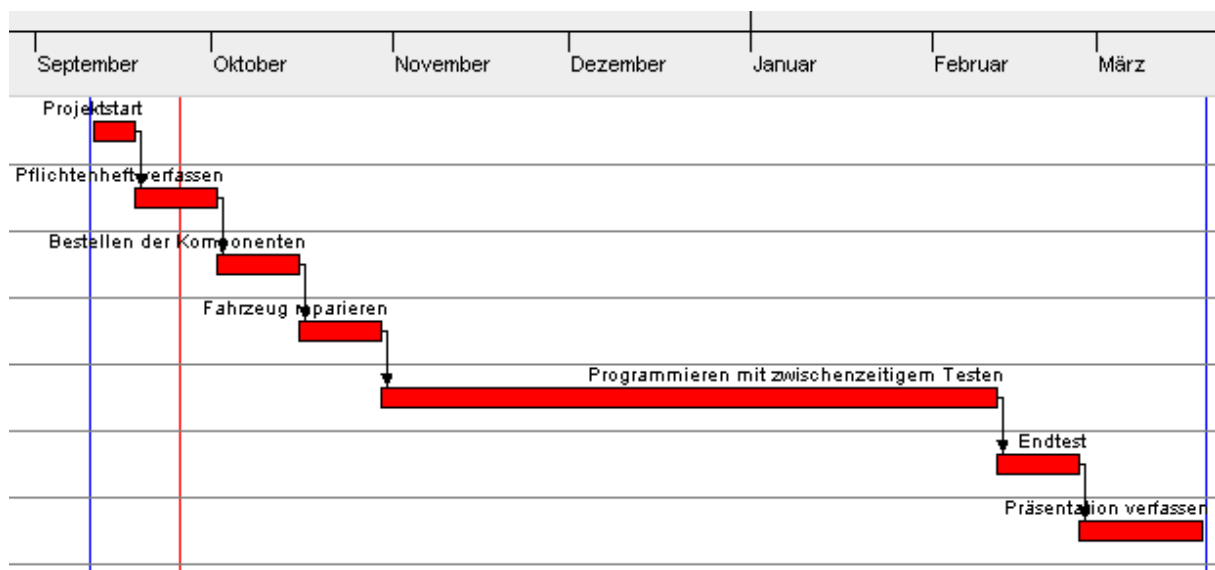 September Oktober November Dezember Januar Februar März
Projektstart
Pflichtenheft verfassen
Bestellen der Komponenten
Fahrzeug reparieren
Programmieren mit zwischenzeitigem Testen
Endtest
Präsentation verfassen